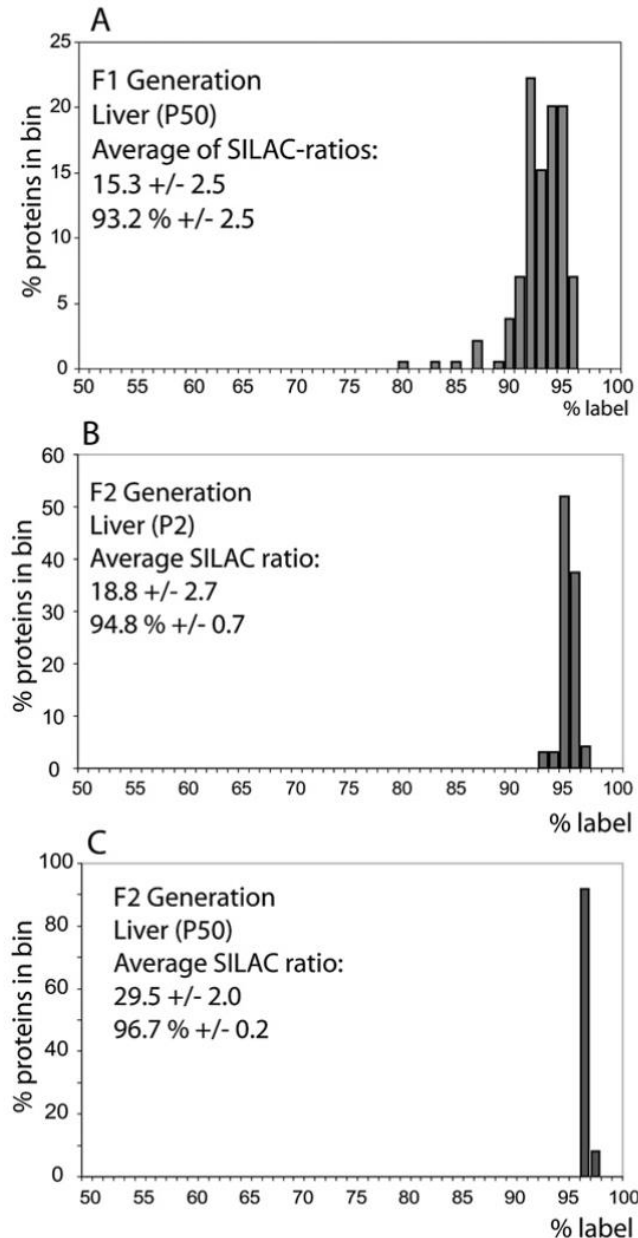 A
25
20
15
10
5
0
% proteins in bin
F1 Generation
Liver (P50)
Average of SILAC-ratios:
15.3 +/- 2.5
93.2 % +/- 2.5
50 55 60 65 70 75 80 85 90 95 100
% label
B
60
50
40
30
20
10
0
% proteins in bin
F2 Generation
Liver (P2)
Average SILAC ratio:
18.8 +/- 2.7
94.8 % +/- 0.7
50 55 60 65 70 75 80 85 90 95 100
% label
C
100
80
60
40
20
0
% proteins in bin
F2 Generation
Liver (P50)
Average SILAC ratio:
29.5 +/- 2.0
96.7 % +/- 0.2
50 55 60 65 70 75 80 85 90 95 100
% label